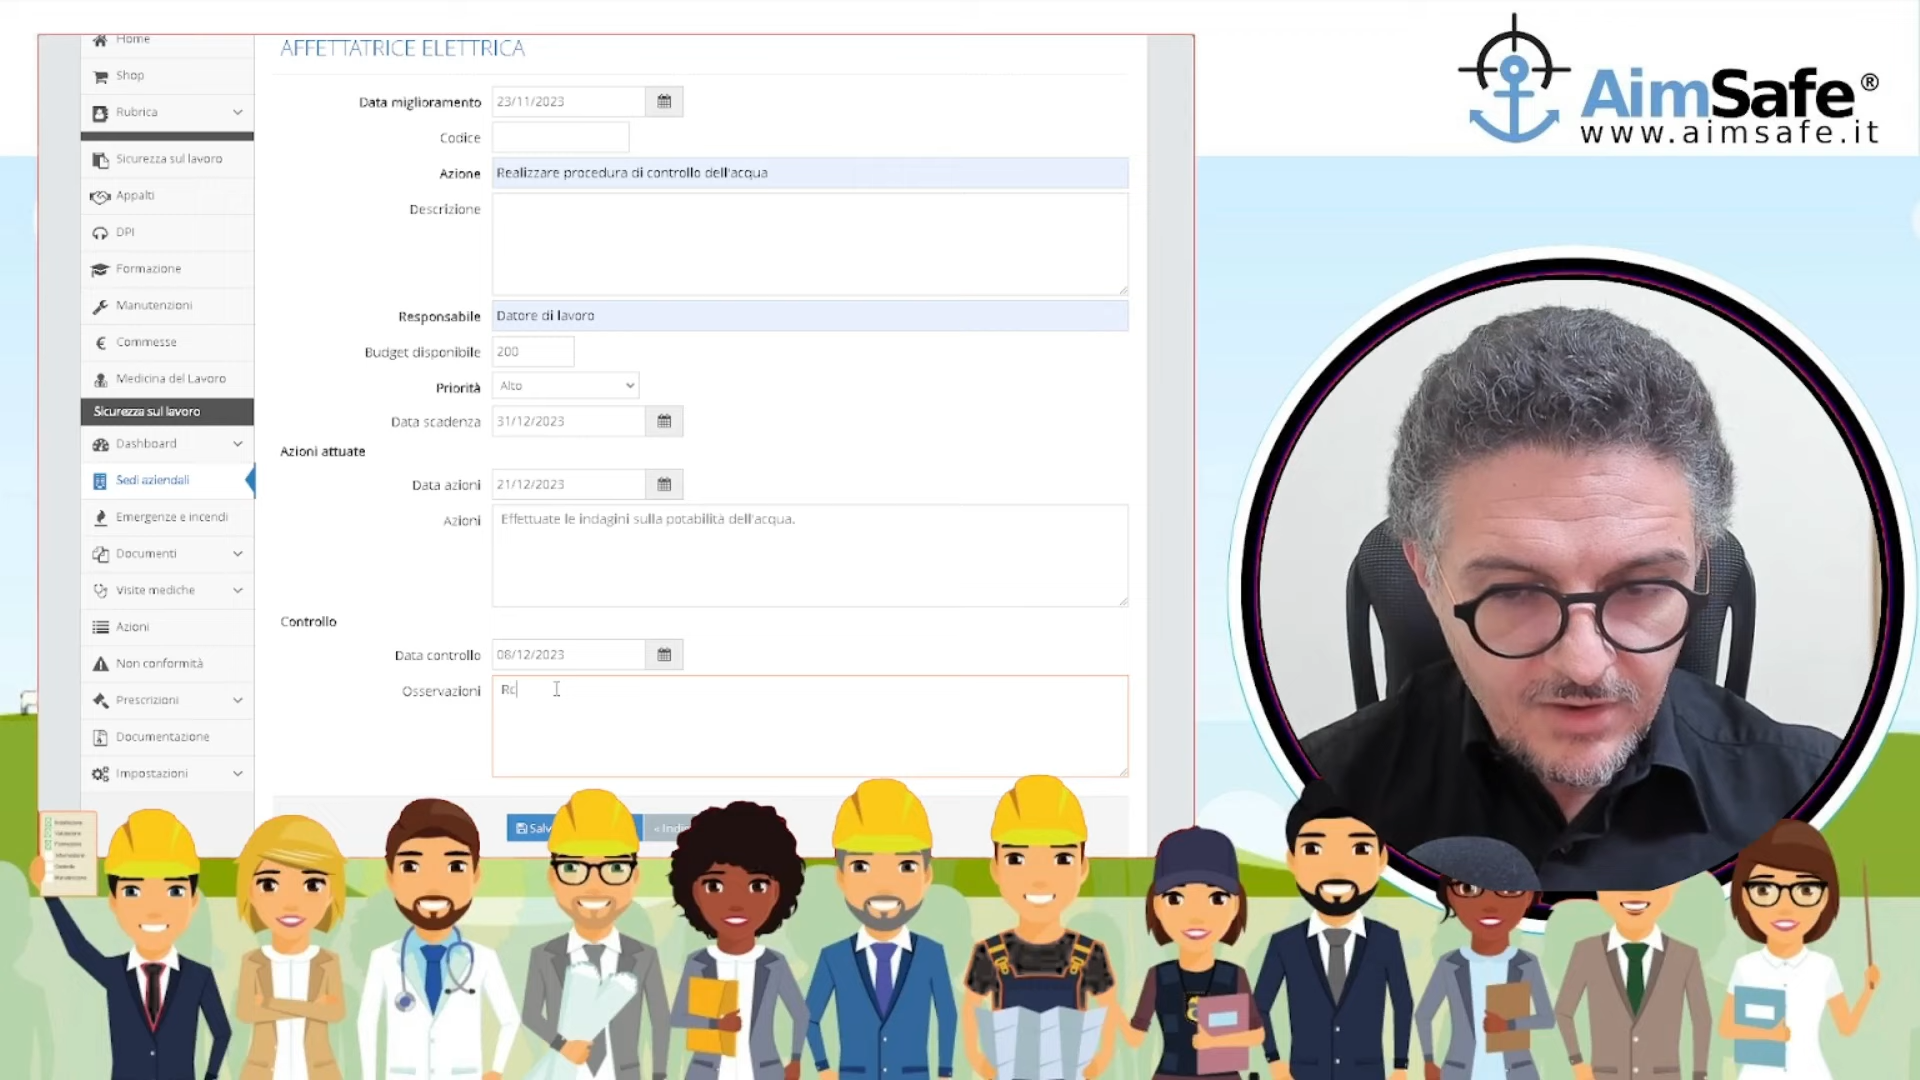 Home
Shop
Rubrica
Sicurezza sul lavoro
Appalti
DPI
Formazione
Manutenzioni
Commesse
Medicina del Lavoro
Sicurezza sul lavoro
Dashboard
Sedi aziendali
Emergenze e incendi
Documenti
Visite mediche
Azioni
Non conformità
Prescrizioni
Documentazione
Impostazioni
AFFETTATRICE ELETTRICA
Data miglioramento 23/11/2023
Codice
Azione Realizzare procedura di controllo dell'acqua
Descrizione
Responsabile Datore di lavoro
Budget disponibile 200
Priorità Alto
Data scadenza 31/12/2023
Azioni attuate
Data azioni 21/12/2023
Azioni Effettuate le indagini sulla potabilità dell'acqua.
Controllo
Data controllo 08/12/2023
Osservazioni Rc
Salv
« Indi
AimSafe®
www.aimsafe.it